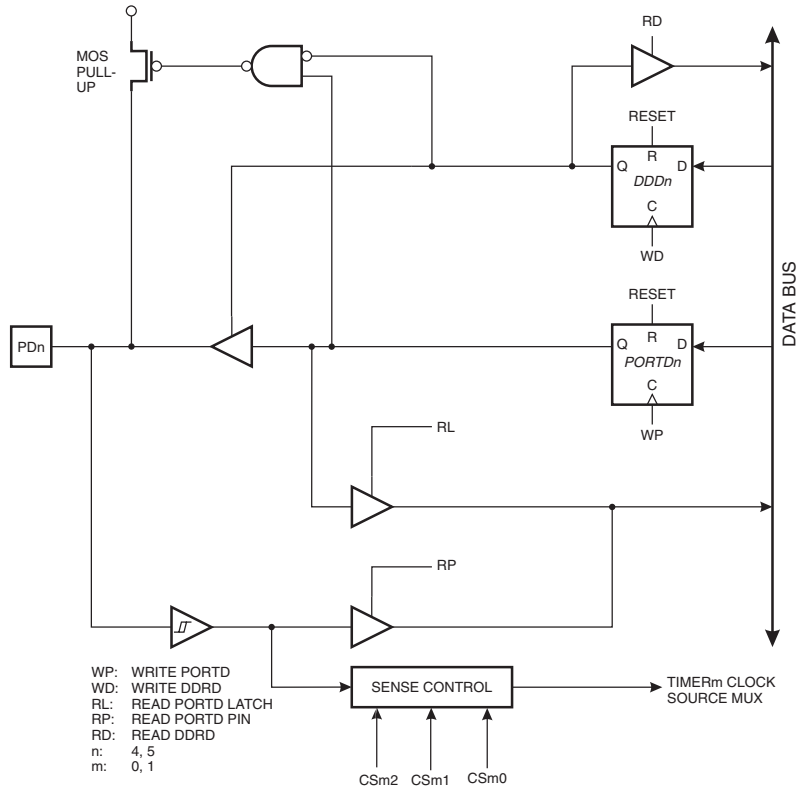 RD
MOS
PULL-
UP
RESET
R
Q
D
DDDn
C
WD
RESET
DATA BUS
PDn
R
Q
D
PORTDn
C
WP
RL
RP
WP: WRITE PORTD
WD: WRITE DDRD
RL: READ PORTD LATCH
RP: READ PORTD PIN
RD: READ DDRD
n: 4, 5
m: 0, 1
SENSE CONTROL
TIMERm CLOCK
SOURCE MUX
CSm2
CSm1
CSm0